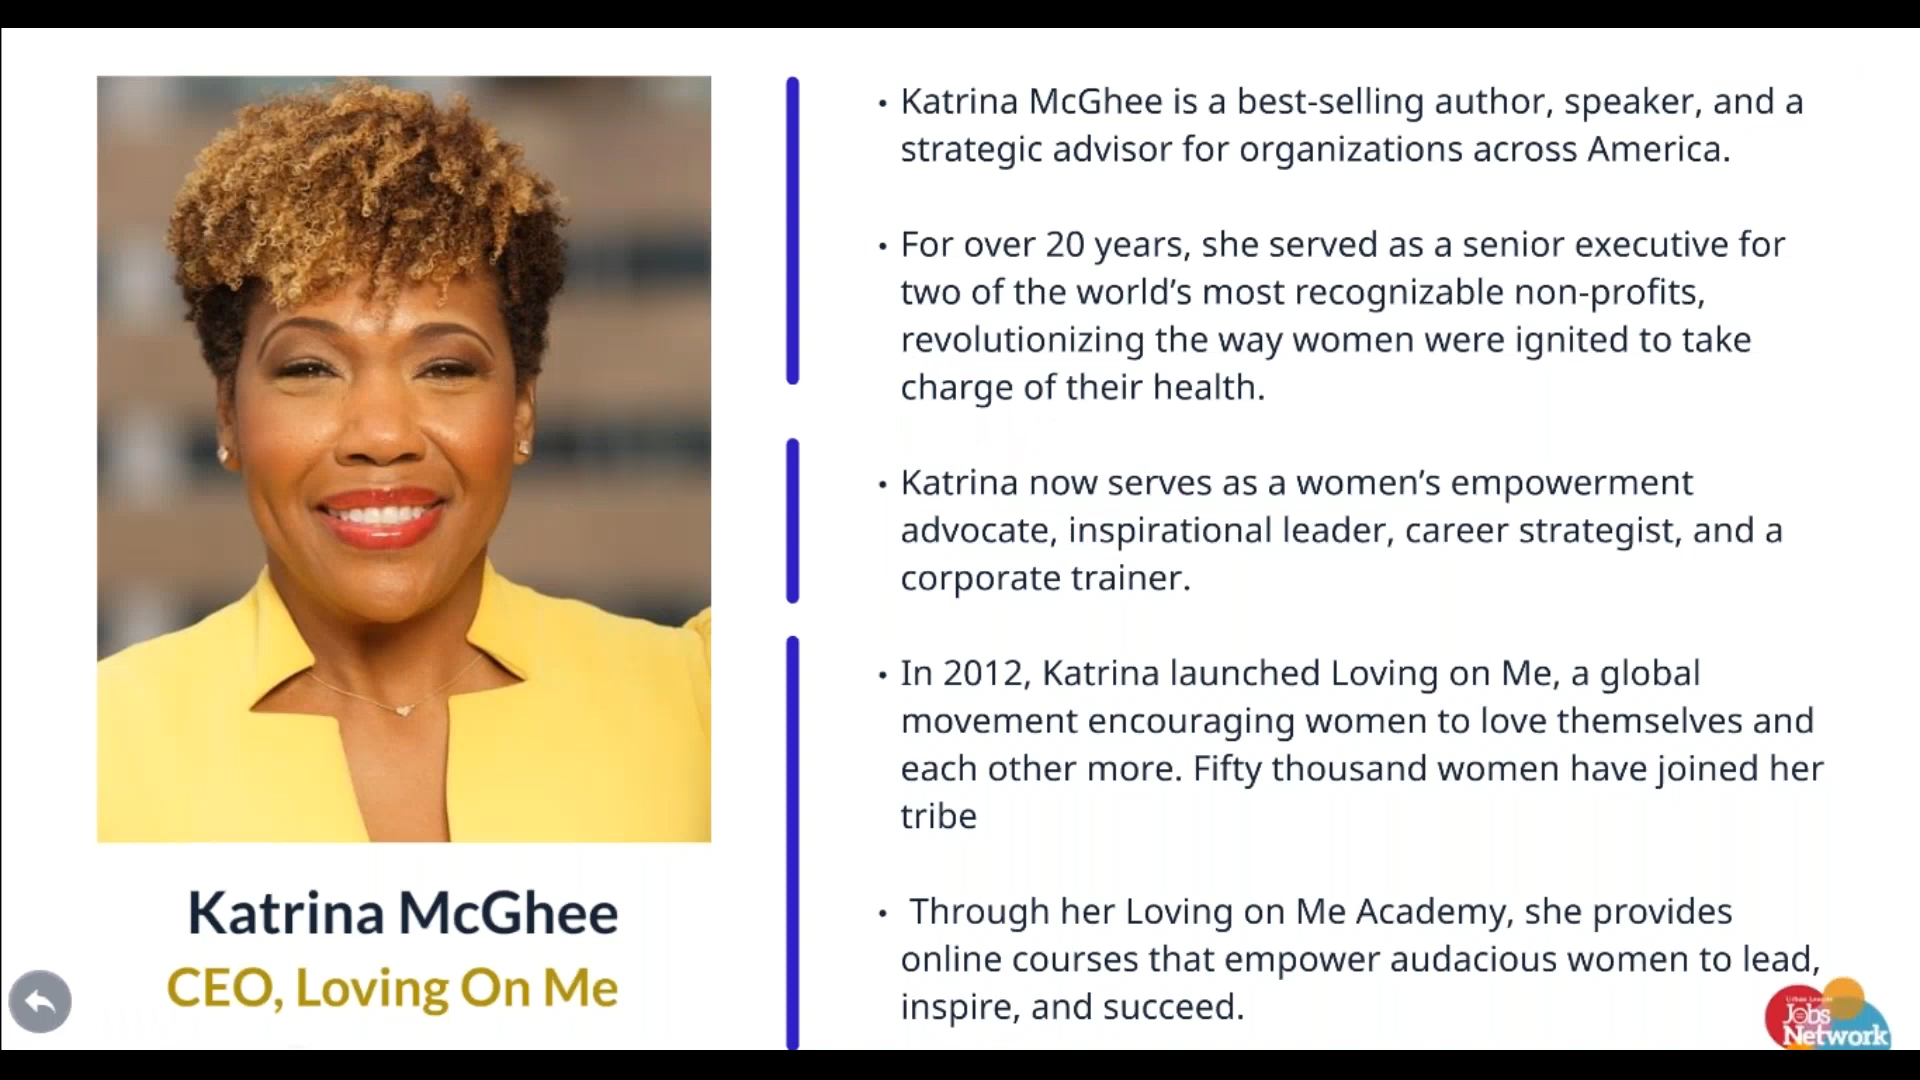 Katrina McGhee
CEO, Loving On Me
• Katrina McGhee is a best-selling author, speaker, and a
strategic advisor for organizations across America.
• For over 20 years, she served as a senior executive for
two of the world’s most recognizable non-profits,
revolutionizing the way women were ignited to take
charge of their health.
• Katrina now serves as a women’s empowerment
advocate, inspirational leader, career strategist, and a
corporate trainer.
• In 2012, Katrina launched Loving on Me, a global
movement encouraging women to love themselves and
each other more. Fifty thousand women have joined her
tribe
• Through her Loving on Me Academy, she provides
online courses that empower audacious women to lead,
inspire, and succeed.
Urban League
Jobs
Network